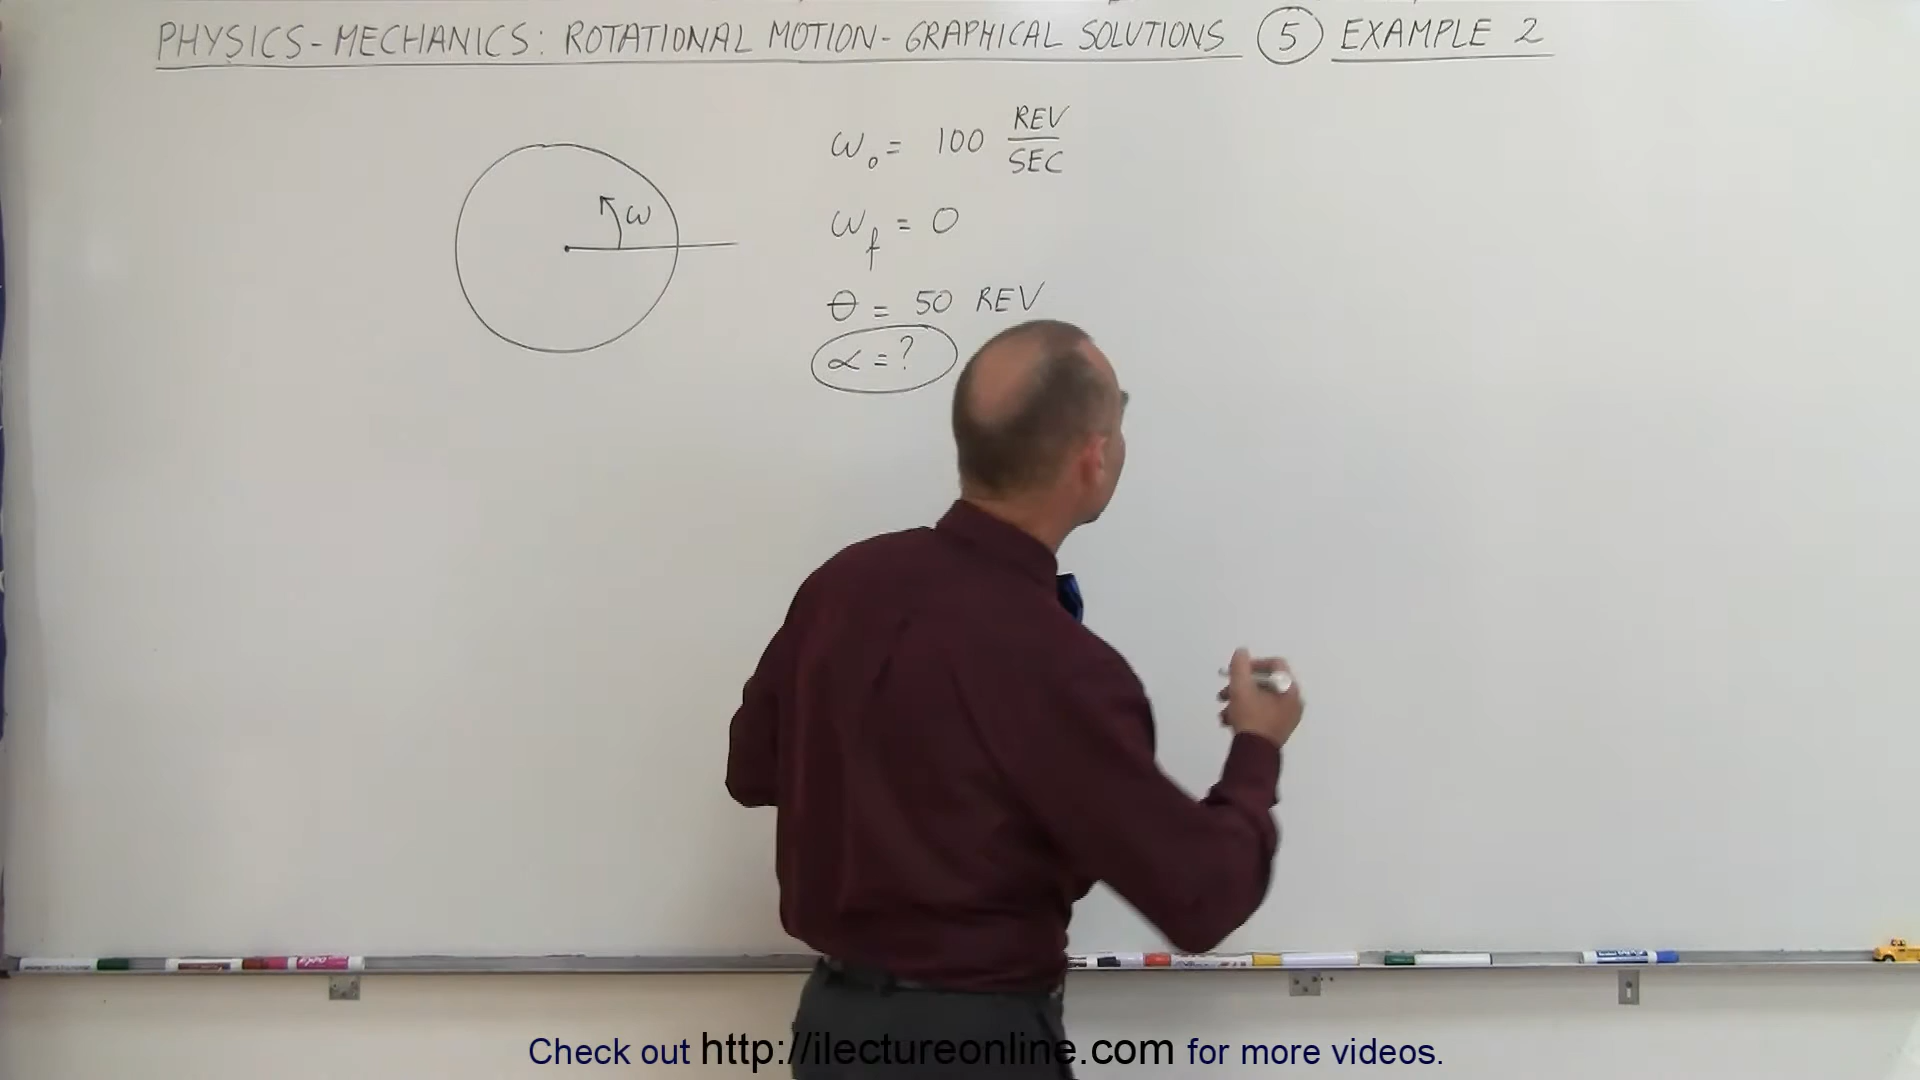 PHYSICS-MECHANICS: ROTATIONAL MOTION-GRAPHICAL SOLUTIONS (5) EXAMPLE 2
ω₀ = 100 REV/SEC
ω_f = 0
θ = 50 REV
α = ?
ω
Check out http://ilectureonline.com for more videos.